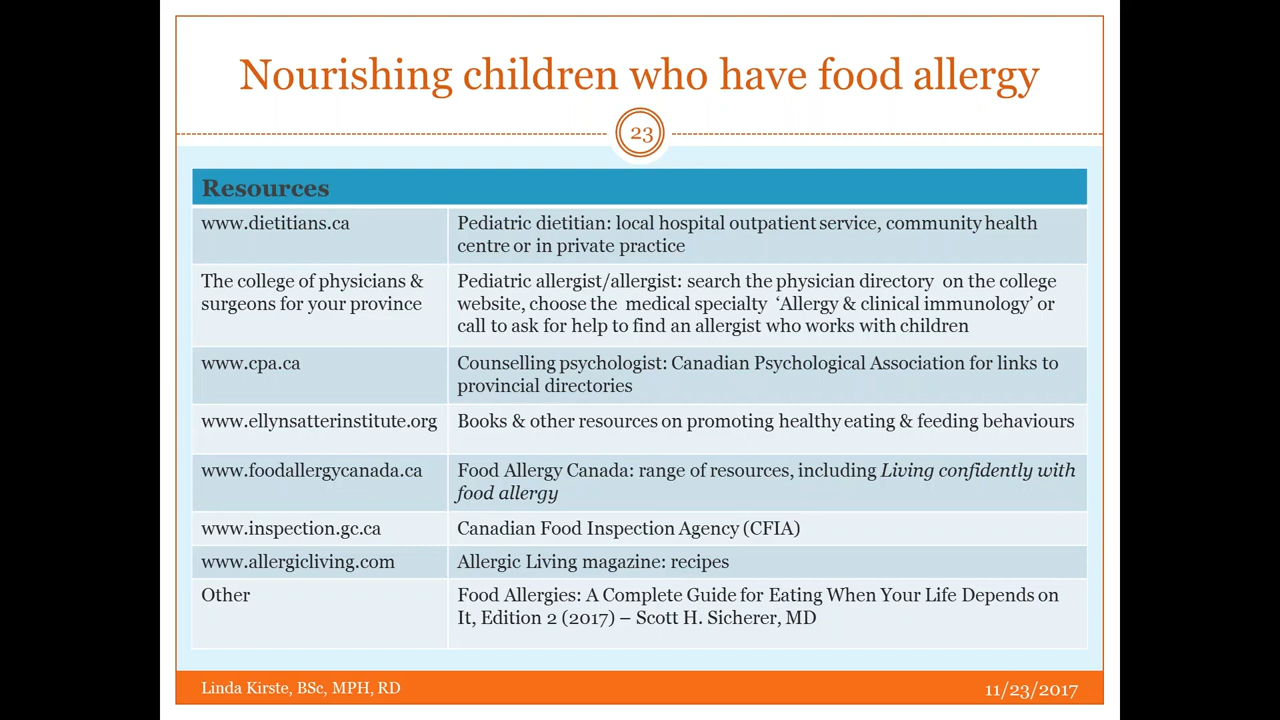 Nourishing children who have food allergy
23
Resources
www.dietitians.ca
Pediatric dietitian: local hospital outpatient service, community health
centre or in private practice
The college of physicians &
surgeons for your province
Pediatric allergist/allergist: search the physician directory on the college
website, choose the medical specialty ‘Allergy & clinical immunology’ or
call to ask for help to find an allergist who works with children
www.cpa.ca
Counselling psychologist: Canadian Psychological Association for links to
provincial directories
www.ellynsatterinstitute.org
Books & other resources on promoting healthy eating & feeding behaviours
www.foodallergycanada.ca
Food Allergy Canada: range of resources, including Living confidently with
food allergy
www.inspection.gc.ca
Canadian Food Inspection Agency (CFIA)
www.allergicliving.com
Allergic Living magazine: recipes
Other
Food Allergies: A Complete Guide for Eating When Your Life Depends on
It, Edition 2 (2017) – Scott H. Sicherer, MD
Linda Kirste, BSc, MPH, RD
11/23/2017